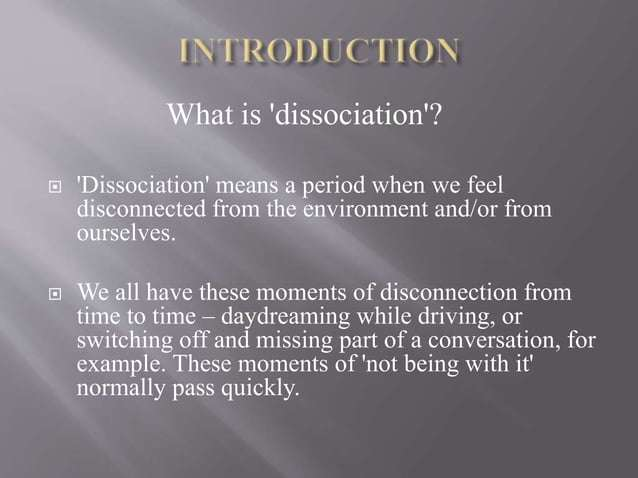 INTRODUCTION
What is 'dissociation'?
'Dissociation' means a period when we feel
disconnected from the environment and/or from
ourselves.
We all have these moments of disconnection from
time to time – daydreaming while driving, or
switching off and missing part of a conversation, for
example. These moments of 'not being with it'
normally pass quickly.